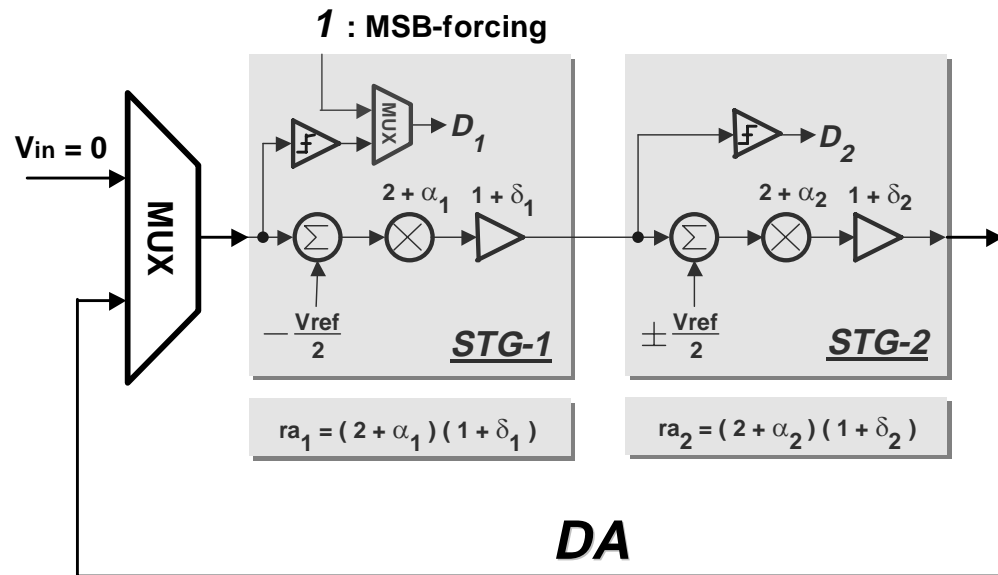 1 : MSB-forcing
Vin = 0
MUX
MUX
D1
2 + α1
1 + δ1
Σ
− Vref/2
STG-1
D2
2 + α2
1 + δ2
Σ
± Vref/2
STG-2
ra1 = ( 2 + α1 ) ( 1 + δ1 )
ra2 = ( 2 + α2 ) ( 1 + δ2 )
DA